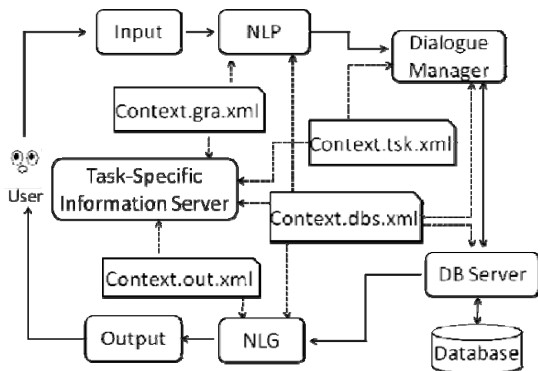 Input
NLP
Dialogue
Manager
Context.gra.xml
Context.tsk.xml
User
Task-Specific
Information Server
Context.dbs.xml
Context.out.xml
DB Server
Output
NLG
Database